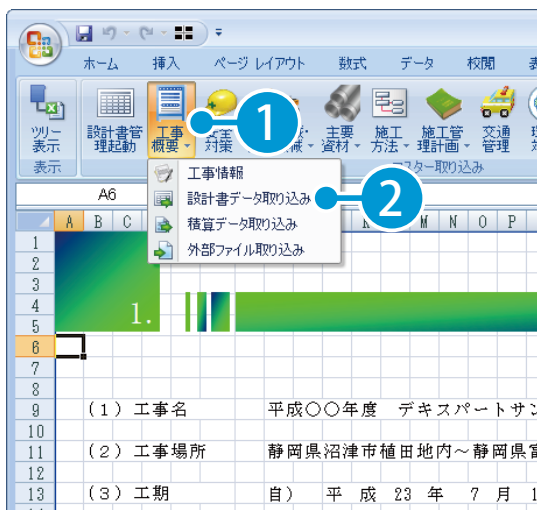 ホーム 挿入 ページ レイアウト 数式 データ 校閲
ツリー表示 設計書管理起動 工事概要 対策 主要資材 施工方法 施工管理計画 交通管理
表示 マスター取り込み
1
工事情報
設計書データ取り込み
2
積算データ取り込み
外部ファイル取り込み
A6
A B C M N O P
1
2
3
4
1.
5
6
7
8
9 （１）工事名 平成〇〇年度 デキスパートサン
10
11 （２）工事場所 静岡県沼津市植田地内～静岡県富
12
13 （３）工期 自） 平 成 23 年 7 月 1